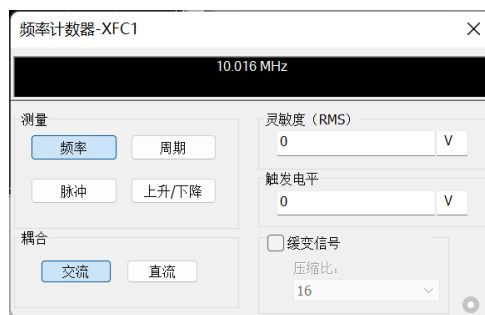 频率计数器-XFC1
10.016 MHz
测量
频率
周期
脉冲
上升/下降
耦合
交流
直流
灵敏度（RMS）
0
V
触发电平
0
V
缓变信号
压缩比：
16